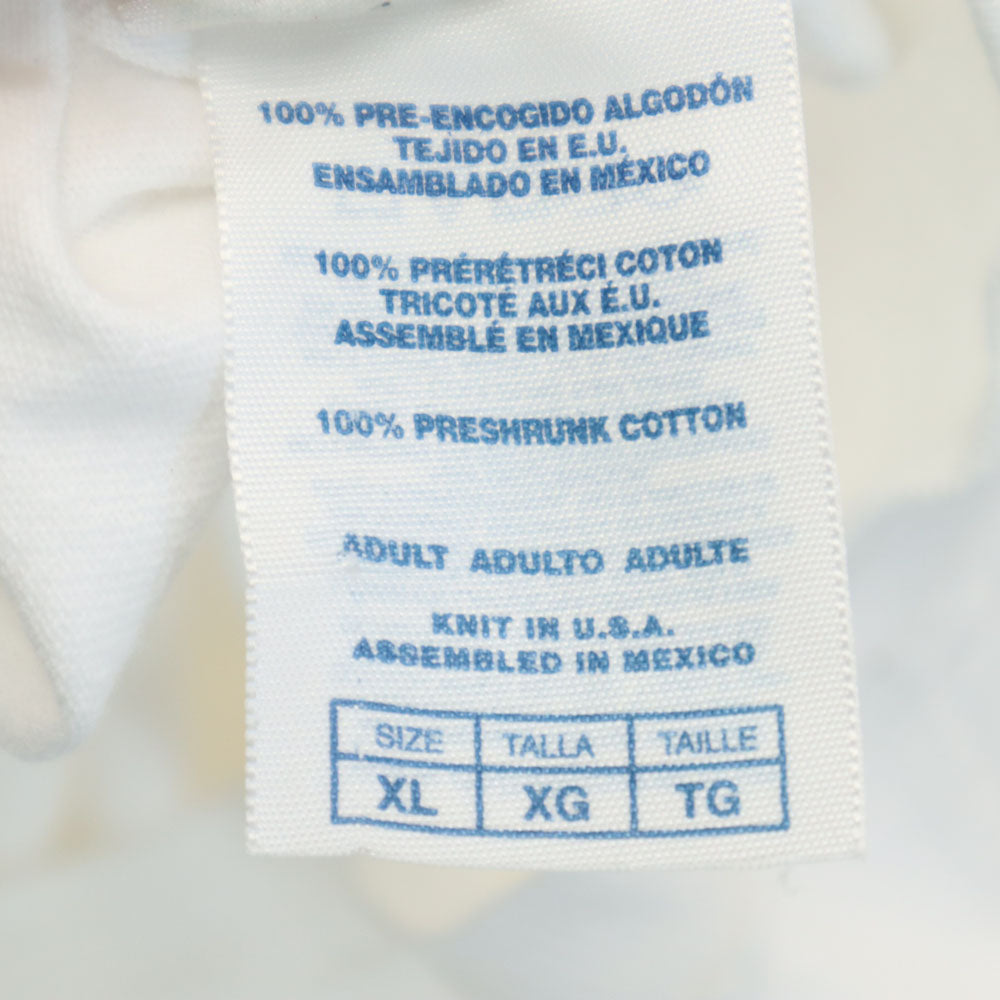 100% PRE-ENCOGIDO ALGODÓN
TEJIDO EN E.U.
ENSAMBLADO EN MÉXICO
100% PRÉRÉTRÉCI COTON
TRICOTÉ AUX É.U.
ASSEMBLÉ EN MEXIQUE
100% PRESHRUNK COTTON
ADULT ADULTO ADULTE
KNIT IN U.S.A.
ASSEMBLED IN MEXICO
SIZE TALLA TAILLE
XL XG TG